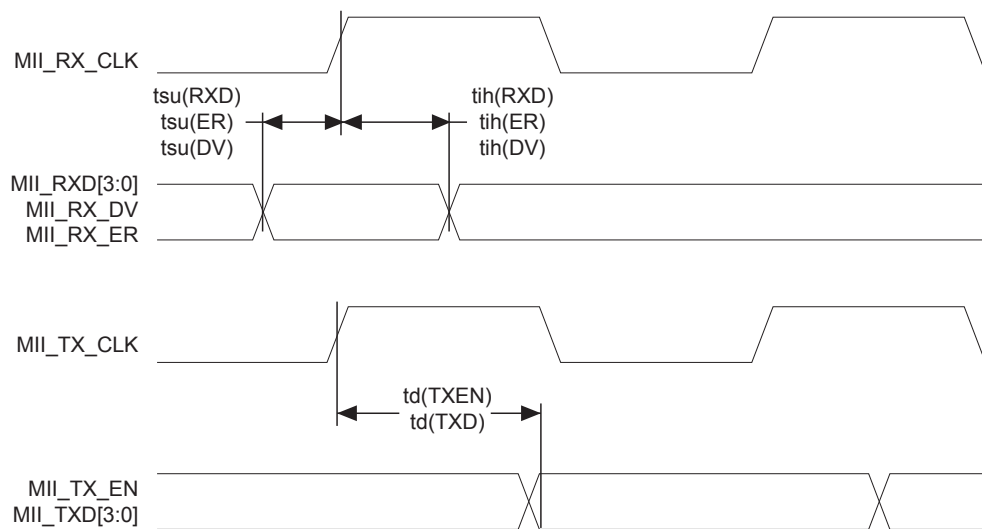 MII_RX_CLK
tsu(RXD)
tsu(ER)
tsu(DV)
tih(RXD)
tih(ER)
tih(DV)
MII_RXD[3:0]
MII_RX_DV
MII_RX_ER
MII_TX_CLK
td(TXEN)
td(TXD)
MII_TX_EN
MII_TXD[3:0]